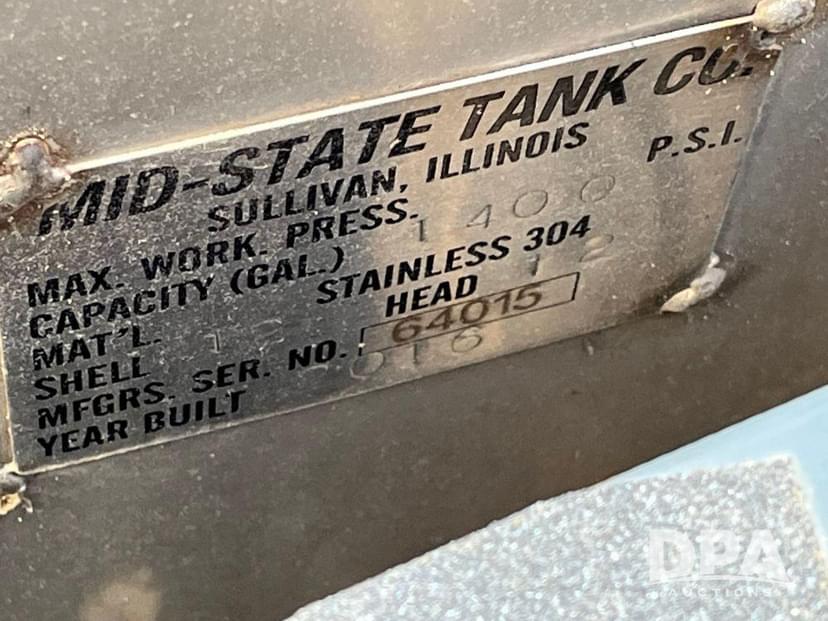 MID-STATE TANK CO.
SULLIVAN, ILLINOIS
MAX. WORK. PRESS. P.S.I.
CAPACITY (GAL.) 1400
MAT'L. STAINLESS 304
SHELL 12 HEAD 12
MFGRS. SER. NO. 64015
YEAR BUILT 016
DPA
AUCTIONS